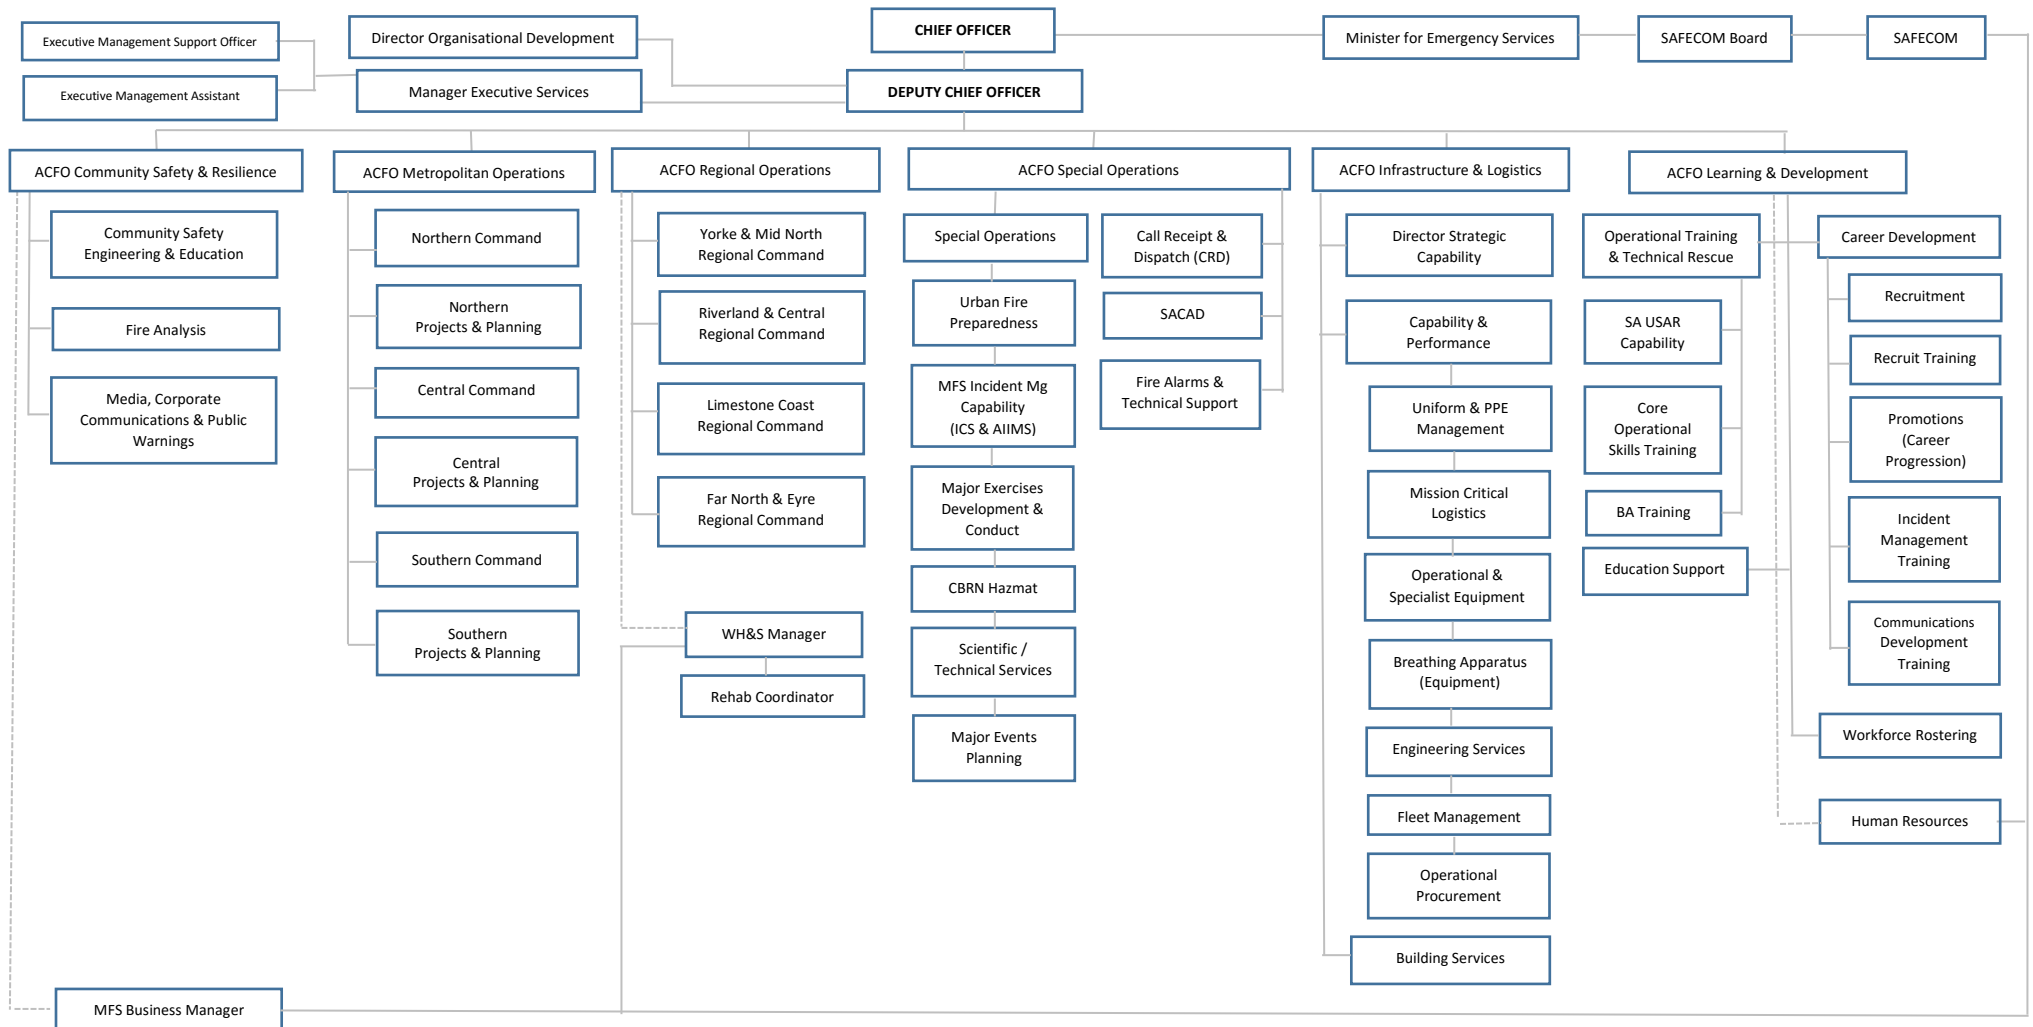 Executive Management Support Officer
Director Organisational Development
CHIEF OFFICER
Minister for Emergency Services
SAFECOM Board
SAFECOM
Executive Management Assistant
Manager Executive Services
DEPUTY CHIEF OFFICER
ACFO Community Safety & Resilience
Community Safety
Engineering & Education
Fire Analysis
Media, Corporate
Communications & Public
Warnings
MFS Business Manager
ACFO Metropolitan Operations
Northern Command
Northern
Projects & Planning
Central Command
Central
Projects & Planning
Southern Command
Southern
Projects & Planning
ACFO Regional Operations
Yorke & Mid North
Regional Command
Riverland & Central
Regional Command
Limestone Coast
Regional Command
Far North & Eyre
Regional Command
WH&S Manager
Rehab Coordinator
ACFO Special Operations
Special Operations
Urban Fire
Preparedness
MFS Incident Mg
Capability
(ICS & AIIMS)
Major Exercises
Development &
Conduct
CBRN Hazmat
Scientific /
Technical Services
Major Events
Planning
Call Receipt &
Dispatch (CRD)
SACAD
Fire Alarms &
Technical Support
ACFO Infrastructure & Logistics
Director Strategic
Capability
Capability &
Performance
Uniform & PPE
Management
Mission Critical
Logistics
Operational &
Specialist Equipment
Breathing Apparatus
(Equipment)
Engineering Services
Fleet Management
Operational
Procurement
Building Services
ACFO Learning & Development
Operational Training
& Technical Rescue
SA USAR
Capability
Core
Operational
Skills Training
BA Training
Education Support
Career Development
Recruitment
Recruit Training
Promotions
(Career
Progression)
Incident
Management
Training
Communications
Development
Training
Workforce Rostering
Human Resources